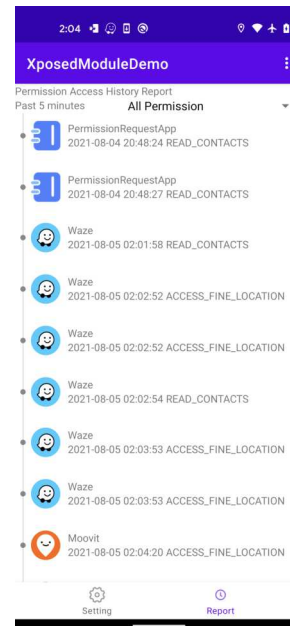 2:04
XposedModuleDemo
Permission Access History Report
Past 5 minutes All Permission
PermissionRequestApp
2021-08-04 20:48:24 READ_CONTACTS
PermissionRequestApp
2021-08-04 20:48:27 READ_CONTACTS
Waze
2021-08-05 02:01:58 READ_CONTACTS
Waze
2021-08-05 02:02:52 ACCESS_FINE_LOCATION
Waze
2021-08-05 02:02:52 ACCESS_FINE_LOCATION
Waze
2021-08-05 02:02:54 READ_CONTACTS
Waze
2021-08-05 02:03:53 ACCESS_FINE_LOCATION
Waze
2021-08-05 02:03:53 ACCESS_FINE_LOCATION
Moovit
2021-08-05 02:04:20 ACCESS_FINE_LOCATION
Setting Report